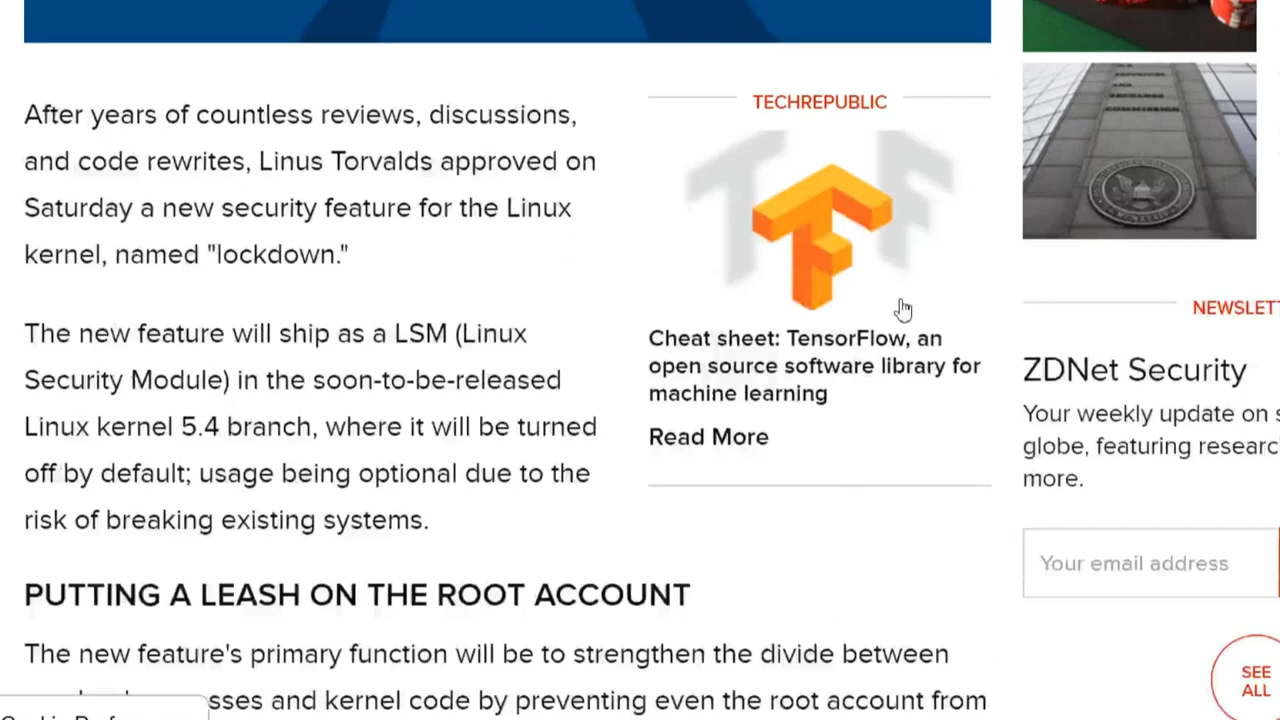 After years of countless reviews, discussions,
and code rewrites, Linus Torvalds approved on
Saturday a new security feature for the Linux
kernel, named "lockdown."
The new feature will ship as a LSM (Linux
Security Module) in the soon-to-be-released
Linux kernel 5.4 branch, where it will be turned
off by default; usage being optional due to the
risk of breaking existing systems.
PUTTING A LEASH ON THE ROOT ACCOUNT
The new feature's primary function will be to strengthen the divide between
sses and kernel code by preventing even the root account from
TECHREPUBLIC
Cheat sheet: TensorFlow, an
open source software library for
machine learning
Read More
EXCHANGE
COMMISSION
NEWSLETT
ZDNet Security
Your weekly update on s
globe, featuring researc
more.
Your email address
SEE
ALL